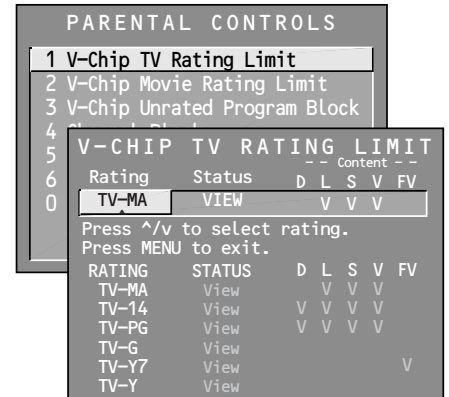 PARENTAL CONTROLS
1 V-Chip TV Rating Limit
2 V-Chip Movie Rating Limit
3 V-Chip Unrated Program Block
4
5
6
0
V-CHIP TV RATING LIMIT
- - Content - -
Rating Status D L S V FV
TV-MA VIEW V V V
Press ^/v to select rating.
Press MENU to exit.
RATING STATUS D L S V FV
TV-MA View V V V
TV-14 View V V V V
TV-PG View V V V V
TV-G View
TV-Y7 View V
TV-Y View